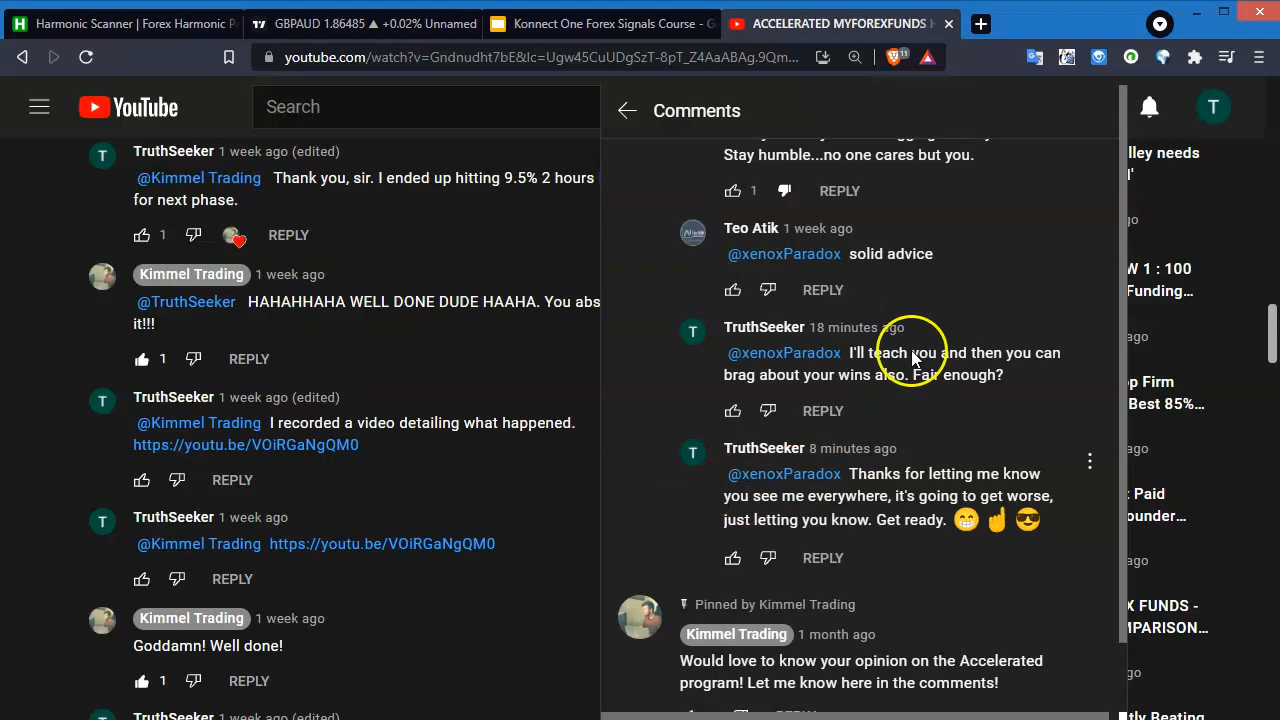 Harmonic Scanner | Forex Harmonic P
GBPAUD 1.86485 ▲ +0.02% Unnamed
Konnect One Forex Signals Course - G
ACCELERATED MYFOREXFUNDS
youtube.com/watch?v=Gndnudht7bE&lc=Ugw45CuUDgSzT-8pT_Z4AaABAg.9Qm...
11
YouTube
Search
T
T
TruthSeeker 1 week ago (edited)
@Kimmel Trading Thank you, sir. I ended up hitting 9.5% 2 hours
for next phase.
1 REPLY
Kimmel Trading 1 week ago
@TruthSeeker HAHAHHAHA WELL DONE DUDE HAAHA. You abs
it!!!
1 REPLY
T
TruthSeeker 1 week ago (edited)
@Kimmel Trading I recorded a video detailing what happened.
https://youtu.be/VOiRGaNgQM0
REPLY
T
TruthSeeker 1 week ago
@Kimmel Trading https://youtu.be/VOiRGaNgQM0
REPLY
Kimmel Trading 1 week ago
Goddamn! Well done!
1 REPLY
TruthSeeker 1 week ago (edited)
Comments
Stay humble...no one cares but you.
1 REPLY
Teo Atik 1 week ago
@xenoxParadox solid advice
REPLY
T
TruthSeeker 18 minutes ago
@xenoxParadox I'll teach you and then you can
brag about your wins also. Fair enough?
REPLY
T
TruthSeeker 8 minutes ago
@xenoxParadox Thanks for letting me know
you see me everywhere, it's going to get worse,
just letting you know. Get ready. 😁☝️😎
REPLY
Pinned by Kimmel Trading
Kimmel Trading 1 month ago
Would love to know your opinion on the Accelerated
program! Let me know here in the comments!
lley needs
go
W 1 : 100
Funding...
ago
op Firm
Best 85%...
go
t Paid
ounder...
ago
X FUNDS -
MPARISON...
go
tly Beating